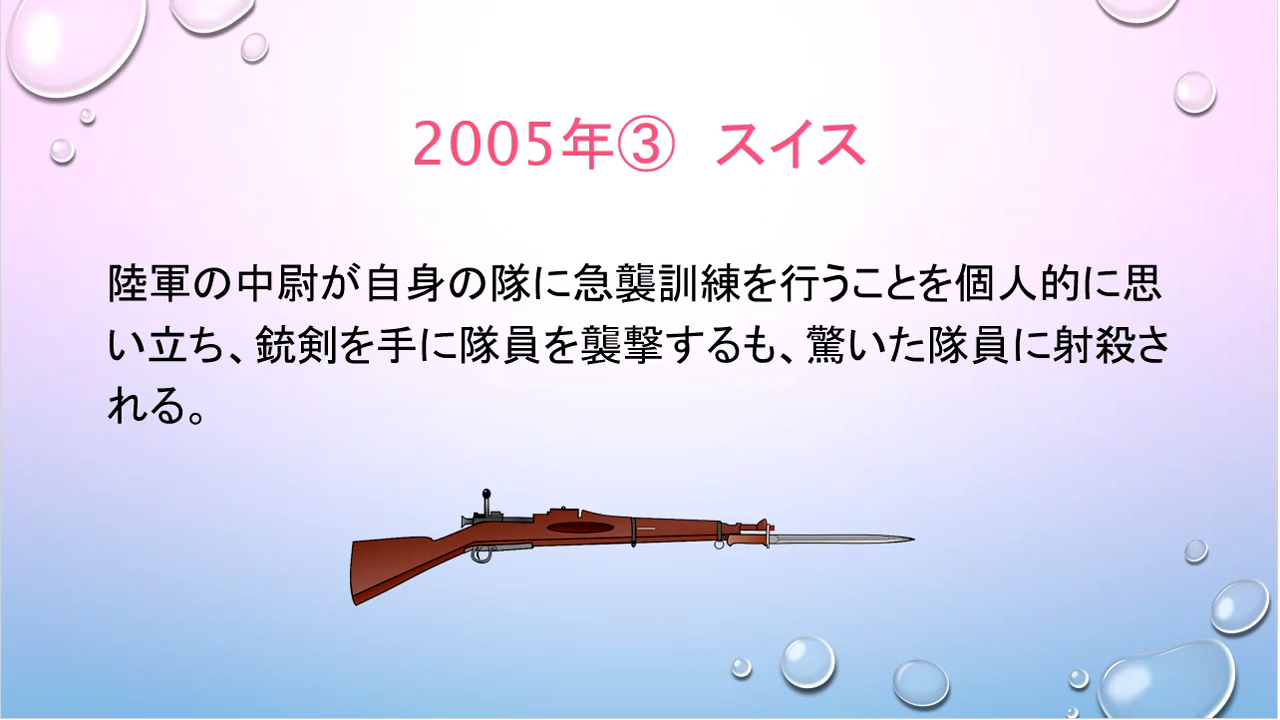 2005年③　スイス
陸軍の中尉が自身の隊に急襲訓練を行うことを個人的に思
い立ち、銃剣を手に隊員を襲撃するも、驚いた隊員に射殺さ
れる。